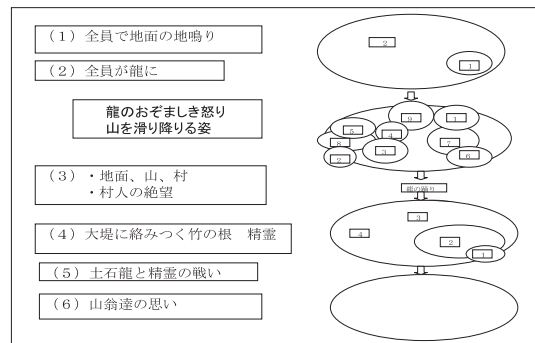 （１）全員で地面の地鳴り
（２）全員が龍に
龍のおぞましき怒り
山を滑り降りる姿
（３）・地面、山、村
・村人の絶望
（４）大堤に絡みつく竹の根　精霊
（５）土石龍と精霊の戦い
（６）山翁達の思い
2
1
9
1
5
4
8
7
3
2
6
龍の踊り
3
4
2
1